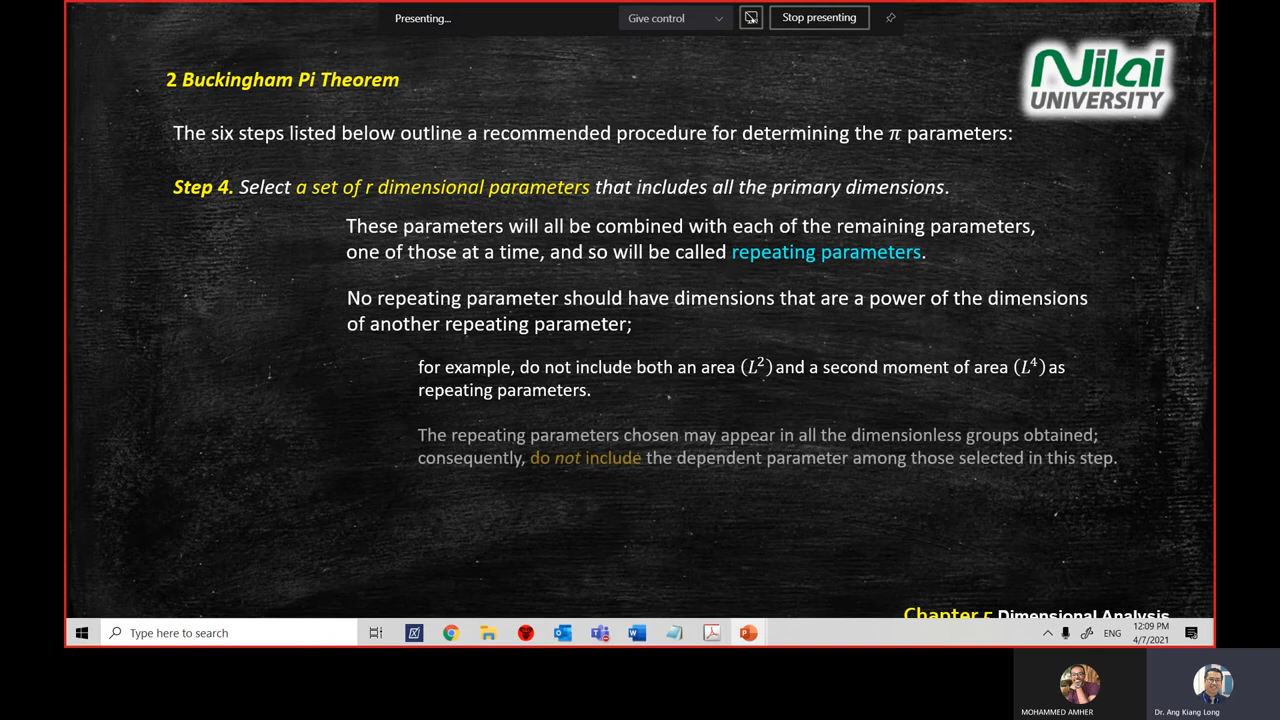 Presenting...
Give control
Stop presenting
Nilai
UNIVERSITY
2 Buckingham Pi Theorem
The six steps listed below outline a recommended procedure for determining the π parameters:
Step 4. Select a set of r dimensional parameters that includes all the primary dimensions.
These parameters will all be combined with each of the remaining parameters,
one of those at a time, and so will be called repeating parameters.
No repeating parameter should have dimensions that are a power of the dimensions
of another repeating parameter;
for example, do not include both an area (L²) and a second moment of area (L⁴) as
repeating parameters.
The repeating parameters chosen may appear in all the dimensionless groups obtained;
consequently, do not include the dependent parameter among those selected in this step.
Chapter 5 Dimensional Analysis
Type here to search
ENG
12:09 PM
4/7/2021
MOHAMMED AMHER
Dr. Ang Kiang Long